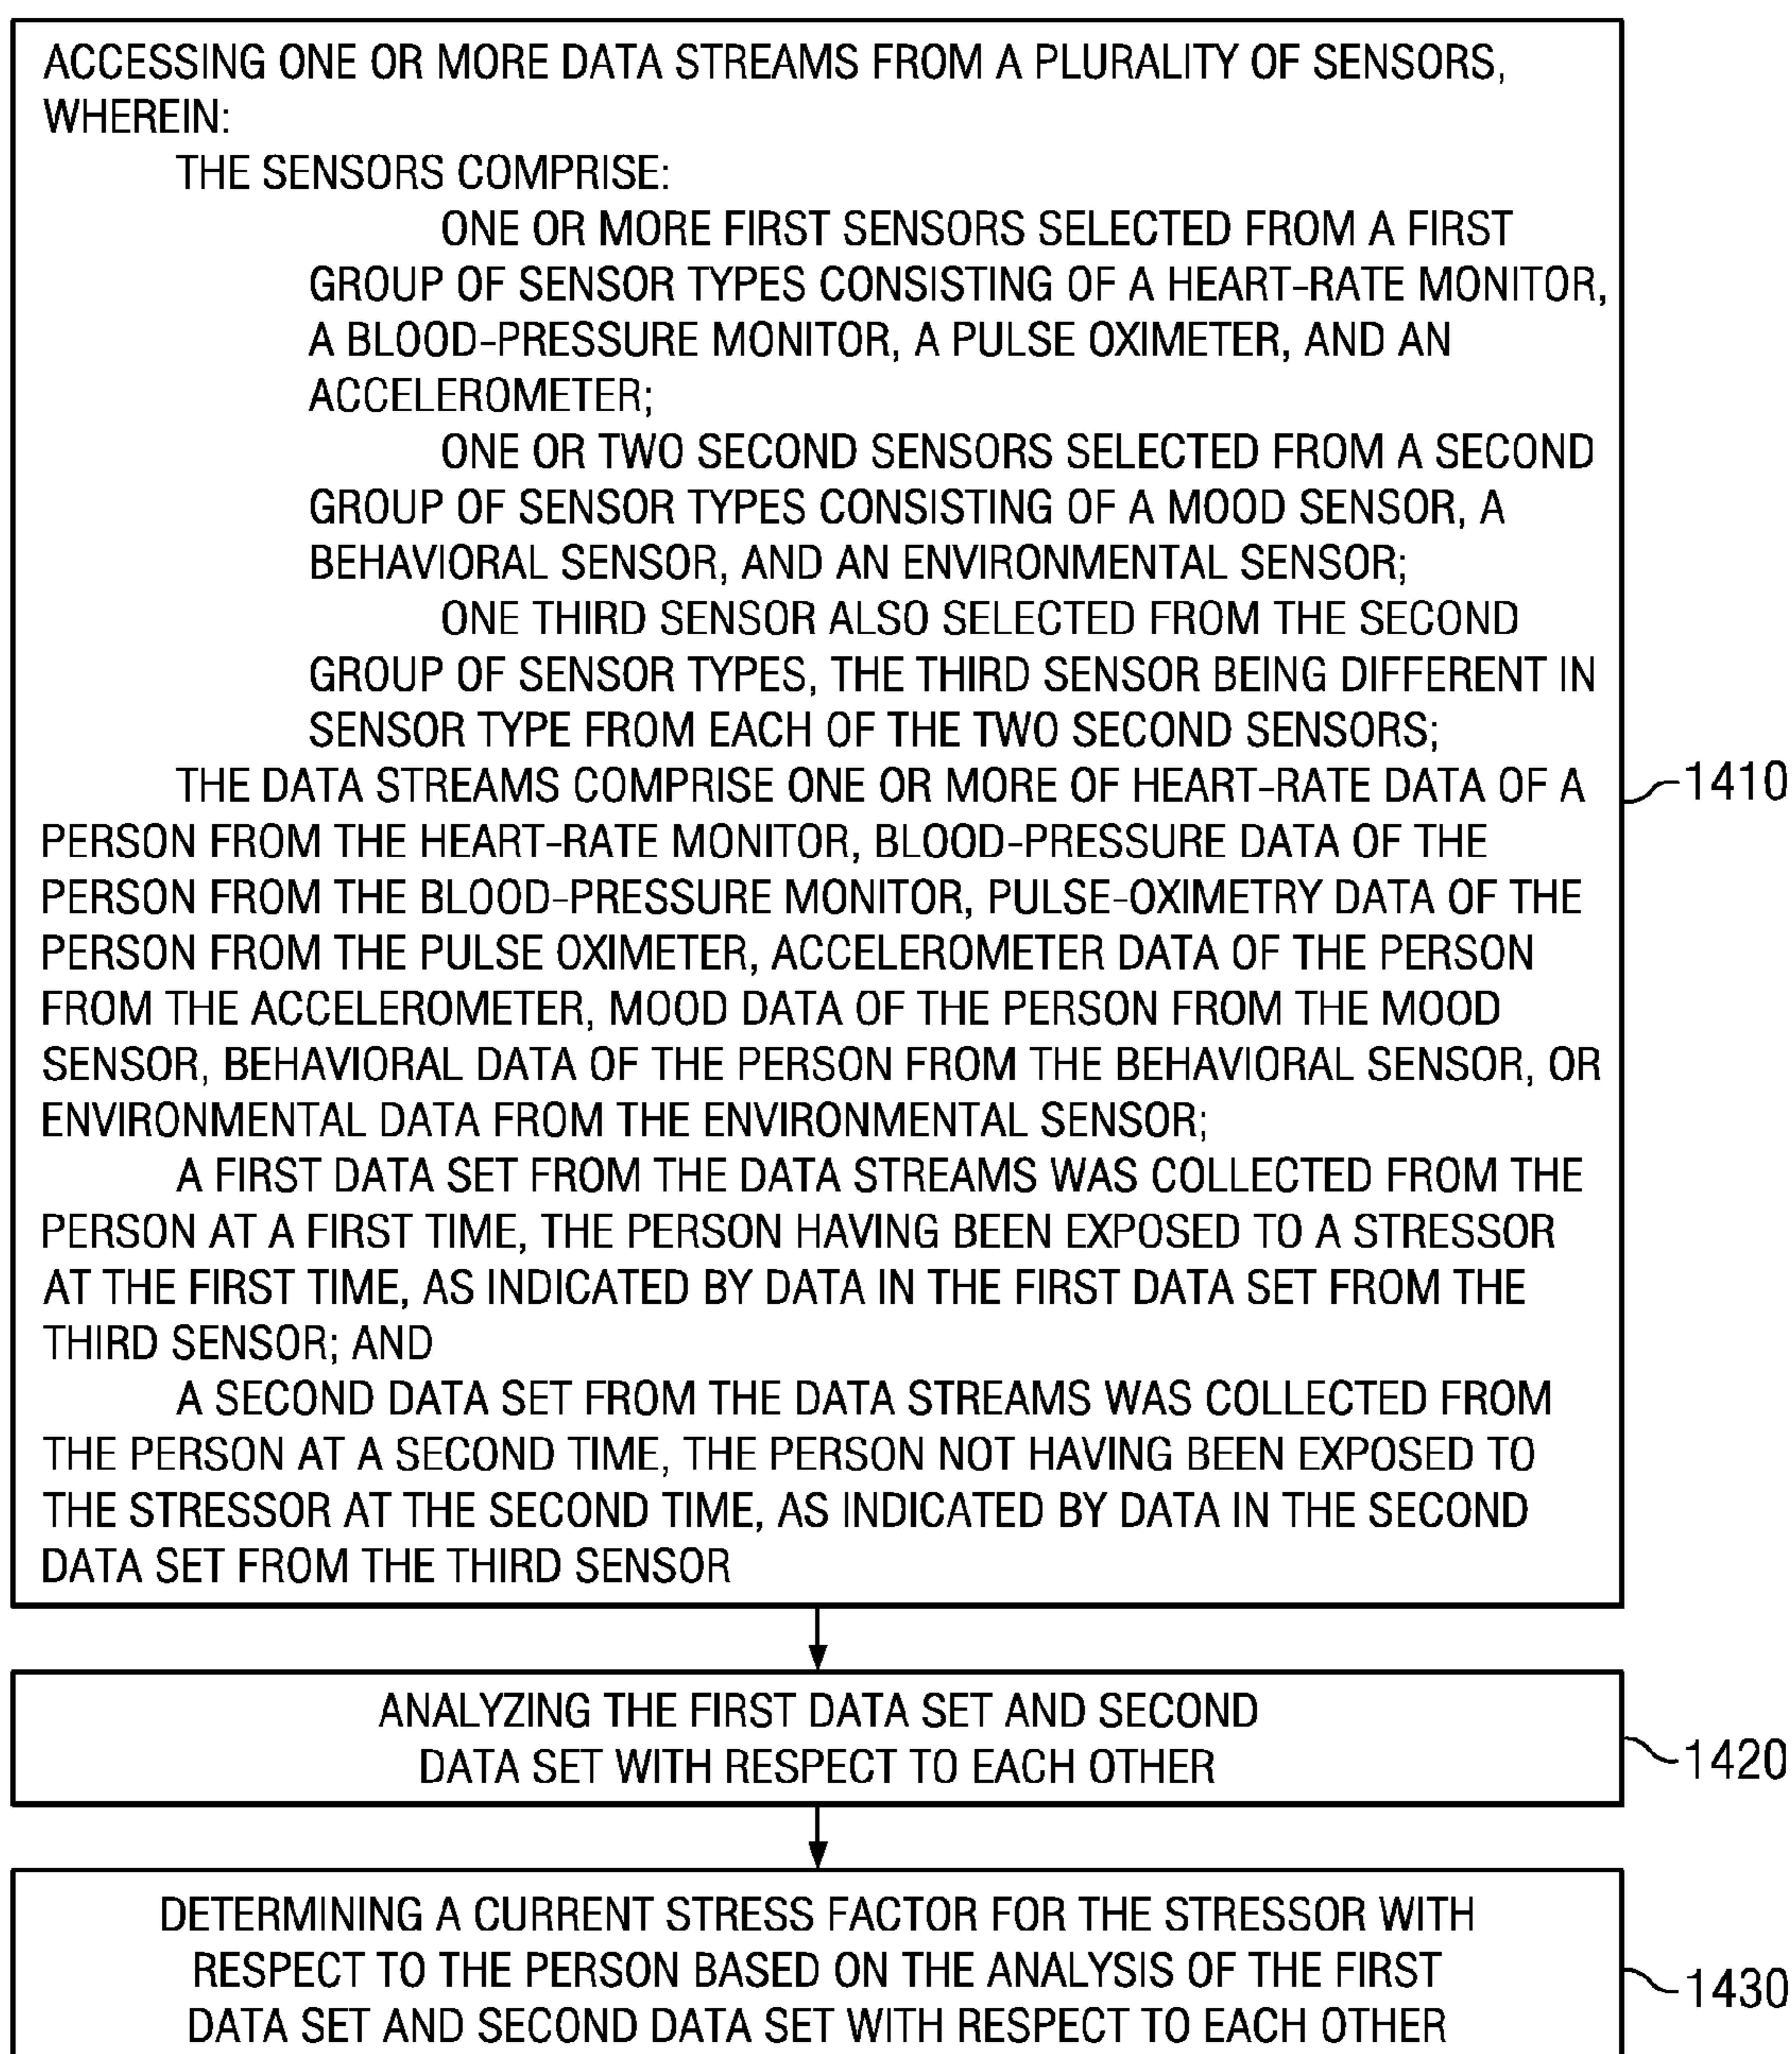 ACCESSING ONE OR MORE DATA STREAMS FROM A PLURALITY OF SENSORS,
WHEREIN:
THE SENSORS COMPRISE:
ONE OR MORE FIRST SENSORS SELECTED FROM A FIRST
GROUP OF SENSOR TYPES CONSISTING OF A HEART-RATE MONITOR,
A BLOOD-PRESSURE MONITOR, A PULSE OXIMETER, AND AN
ACCELEROMETER;
ONE OR TWO SECOND SENSORS SELECTED FROM A SECOND
GROUP OF SENSOR TYPES CONSISTING OF A MOOD SENSOR, A
BEHAVIORAL SENSOR, AND AN ENVIRONMENTAL SENSOR;
ONE THIRD SENSOR ALSO SELECTED FROM THE SECOND
GROUP OF SENSOR TYPES, THE THIRD SENSOR BEING DIFFERENT IN
SENSOR TYPE FROM EACH OF THE TWO SECOND SENSORS;
THE DATA STREAMS COMPRISE ONE OR MORE OF HEART-RATE DATA OF A
PERSON FROM THE HEART-RATE MONITOR, BLOOD-PRESSURE DATA OF THE
PERSON FROM THE BLOOD-PRESSURE MONITOR, PULSE-OXIMETRY DATA OF THE
PERSON FROM THE PULSE OXIMETER, ACCELEROMETER DATA OF THE PERSON
FROM THE ACCELEROMETER, MOOD DATA OF THE PERSON FROM THE MOOD
SENSOR, BEHAVIORAL DATA OF THE PERSON FROM THE BEHAVIORAL SENSOR, OR
ENVIRONMENTAL DATA FROM THE ENVIRONMENTAL SENSOR;
A FIRST DATA SET FROM THE DATA STREAMS WAS COLLECTED FROM THE
PERSON AT A FIRST TIME, THE PERSON HAVING BEEN EXPOSED TO A STRESSOR
AT THE FIRST TIME, AS INDICATED BY DATA IN THE FIRST DATA SET FROM THE
THIRD SENSOR; AND
A SECOND DATA SET FROM THE DATA STREAMS WAS COLLECTED FROM
THE PERSON AT A SECOND TIME, THE PERSON NOT HAVING BEEN EXPOSED TO
THE STRESSOR AT THE SECOND TIME, AS INDICATED BY DATA IN THE SECOND
DATA SET FROM THE THIRD SENSOR
1410
ANALYZING THE FIRST DATA SET AND SECOND
DATA SET WITH RESPECT TO EACH OTHER
1420
DETERMINING A CURRENT STRESS FACTOR FOR THE STRESSOR WITH
RESPECT TO THE PERSON BASED ON THE ANALYSIS OF THE FIRST
DATA SET AND SECOND DATA SET WITH RESPECT TO EACH OTHER
1430